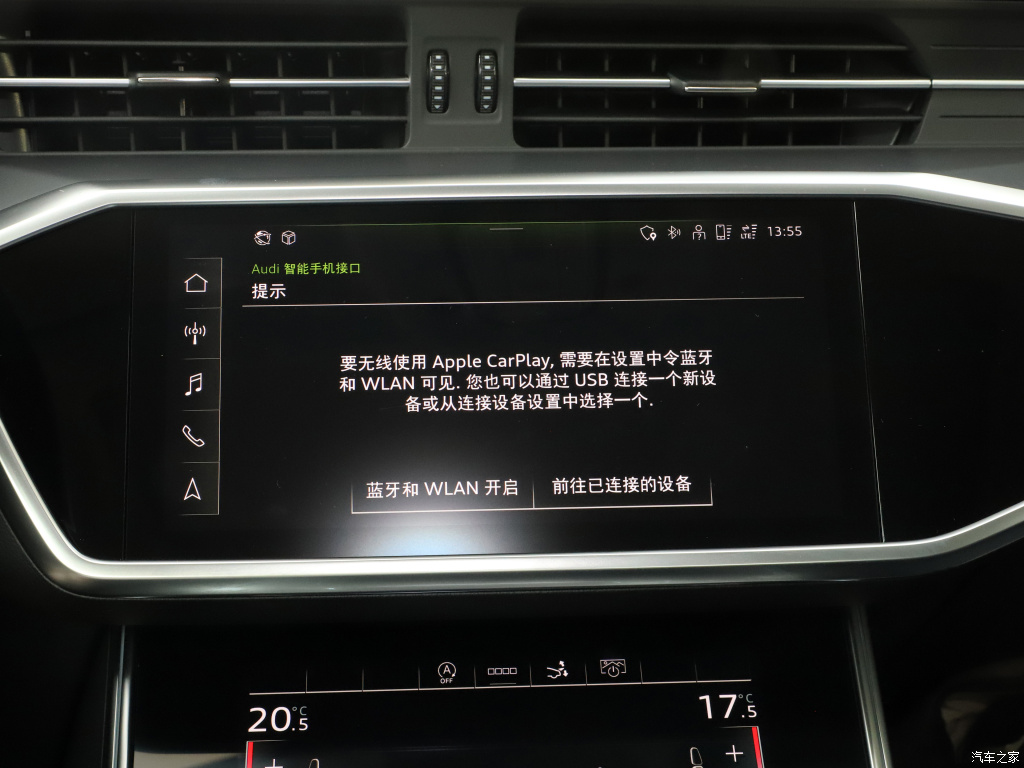 13:55
Audi 智能手机接口
提示
要无线使用 Apple CarPlay, 需要在设置中令蓝牙
和 WLAN 可见. 您也可以通过 USB 连接一个新设
备或从连接设备设置中选择一个.
蓝牙和 WLAN 开启
前往已连接的设备
A
OFF
20.5 °C
17.5 °C
汽车之家